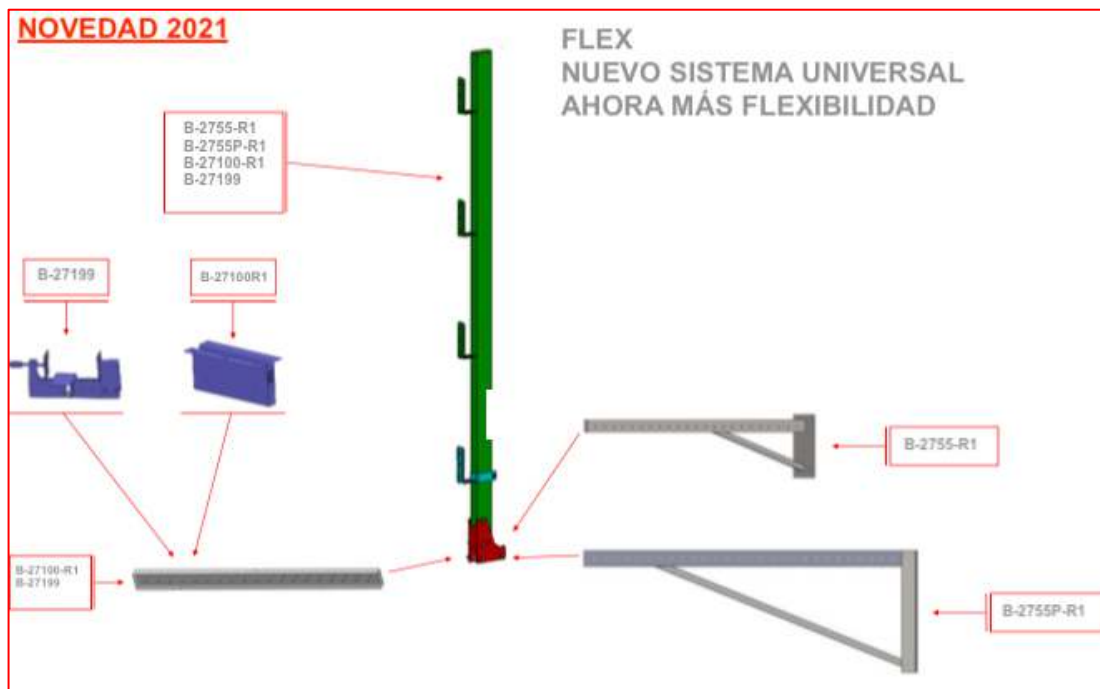 NOVEDAD 2021
FLEX
NUEVO SISTEMA UNIVERSAL
AHORA MÁS FLEXIBILIDAD
B-2755-R1
B-2755P-R1
B-27100-R1
B-27199
B-27199
B-27100R1
B-2755-R1
B-27100-R1
B-27199
B-2755P-R1